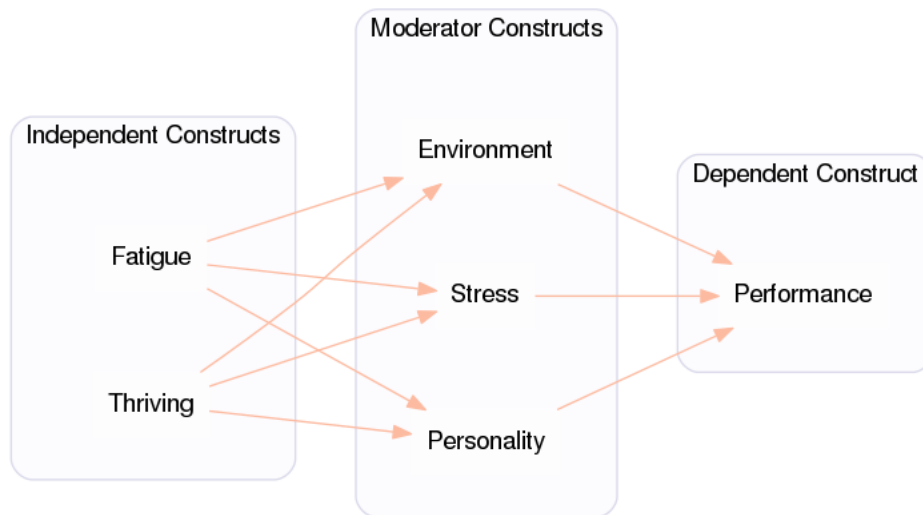 Moderator Constructs
Independent Constructs
Environment
Dependent Construct
Fatigue
Stress
Performance
Thriving
Personality